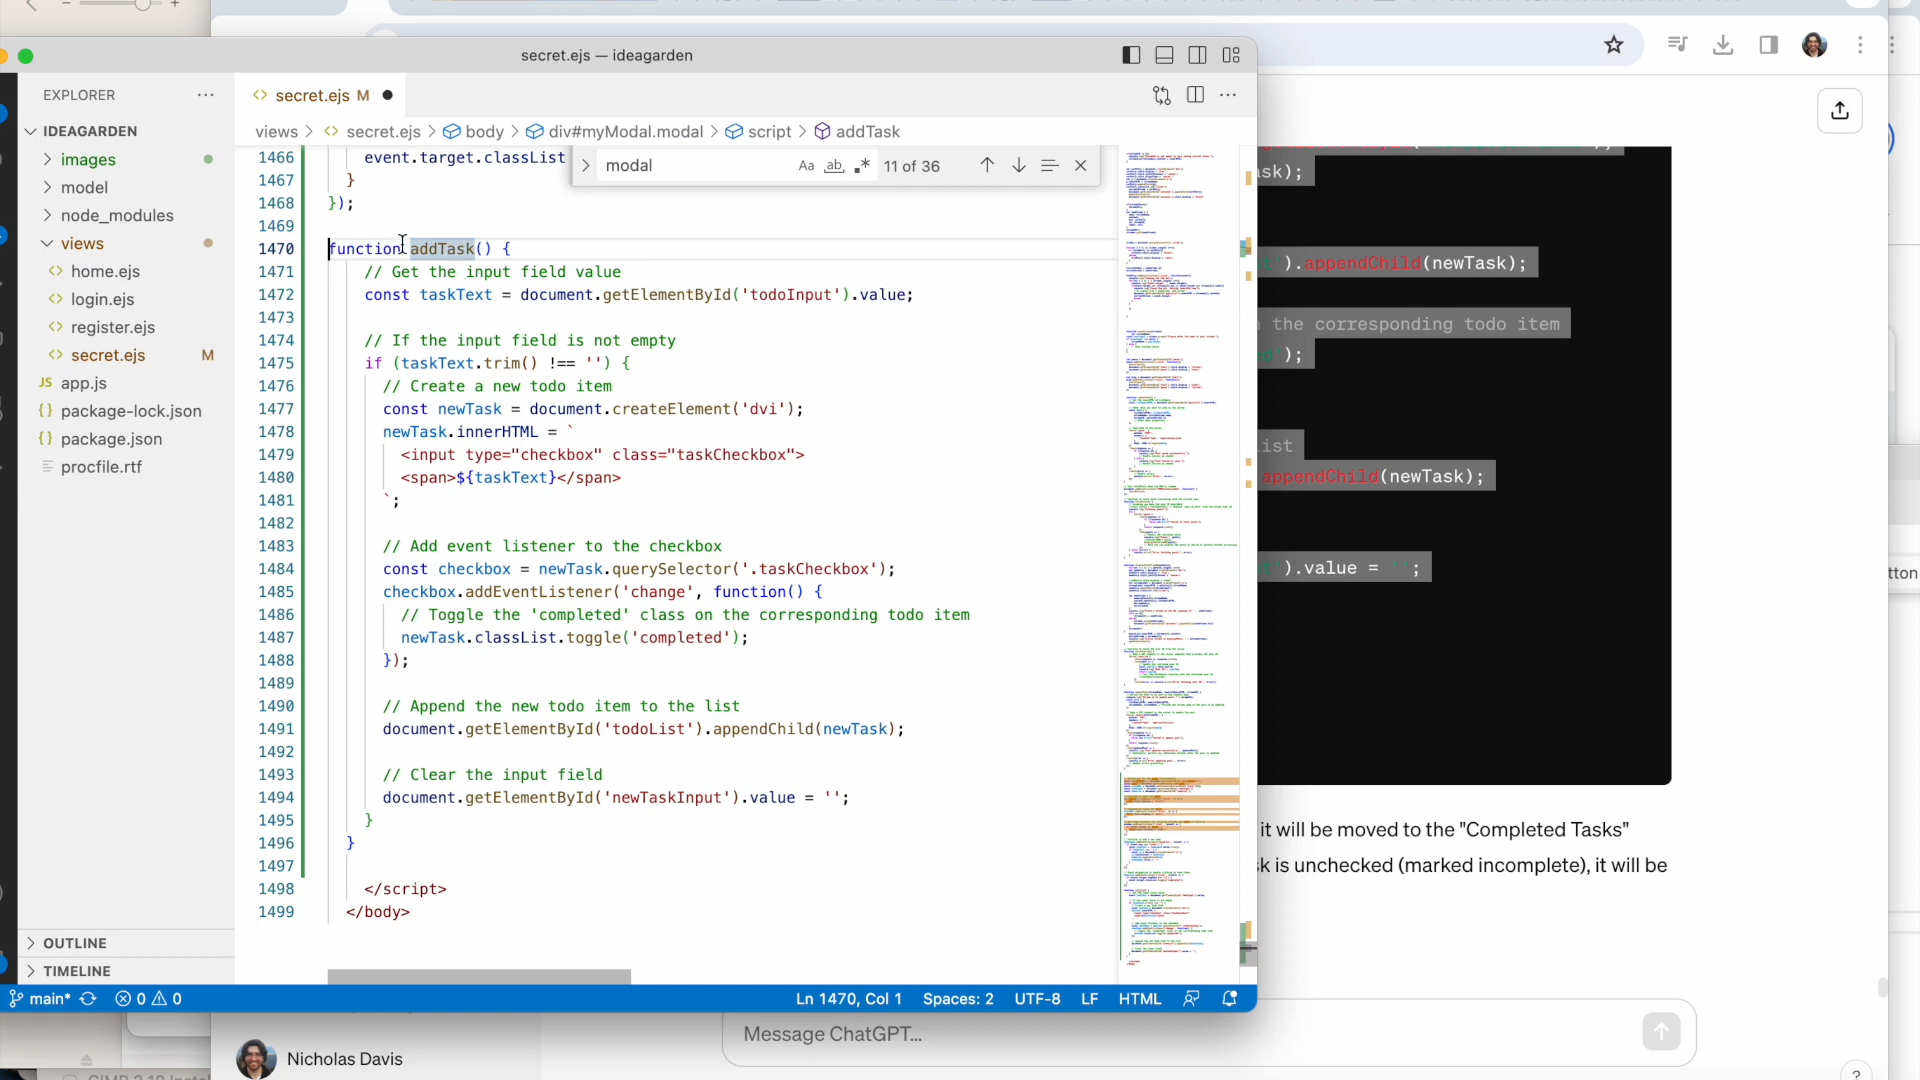 secret.ejs — ideagarden
EXPLORER
secret.ejs M
IDEAGARDEN
images
model
node_modules
views
home.ejs
login.ejs
register.ejs
secret.ejs M
JS app.js
{} package-lock.json
{} package.json
procfile.rtf
OUTLINE
TIMELINE
views > secret.ejs > body > div#myModal.modal > script > addTask
modal Aa ab 11 of 36
1466 event.target.classList
1467 }
1468 });
1469
1470 function addTask() {
1471 // Get the input field value
1472 const taskText = document.getElementById('todoInput').value;
1473
1474 // If the input field is not empty
1475 if (taskText.trim() !== '') {
1476 // Create a new todo item
1477 const newTask = document.createElement('dvi');
1478 newTask.innerHTML = `
1479 <input type="checkbox" class="taskCheckbox">
1480 <span>${taskText}</span>
1481 `;
1482
1483 // Add event listener to the checkbox
1484 const checkbox = newTask.querySelector('.taskCheckbox');
1485 checkbox.addEventListener('change', function() {
1486 // Toggle the 'completed' class on the corresponding todo item
1487 newTask.classList.toggle('completed');
1488 });
1489
1490 // Append the new todo item to the list
1491 document.getElementById('todoList').appendChild(newTask);
1492
1493 // Clear the input field
1494 document.getElementById('newTaskInput').value = '';
1495 }
1496 }
1497
1498 </script>
1499 </body>
main* 0 0 Ln 1470, Col 1 Spaces: 2 UTF-8 LF HTML
sk);
').appendChild(newTask);
the corresponding todo item
');
ist
appendChild(newTask);
').value = '';
tton
it will be moved to the "Completed Tasks"
sk is unchecked (marked incomplete), it will be
Message ChatGPT...
Nicholas Davis
?